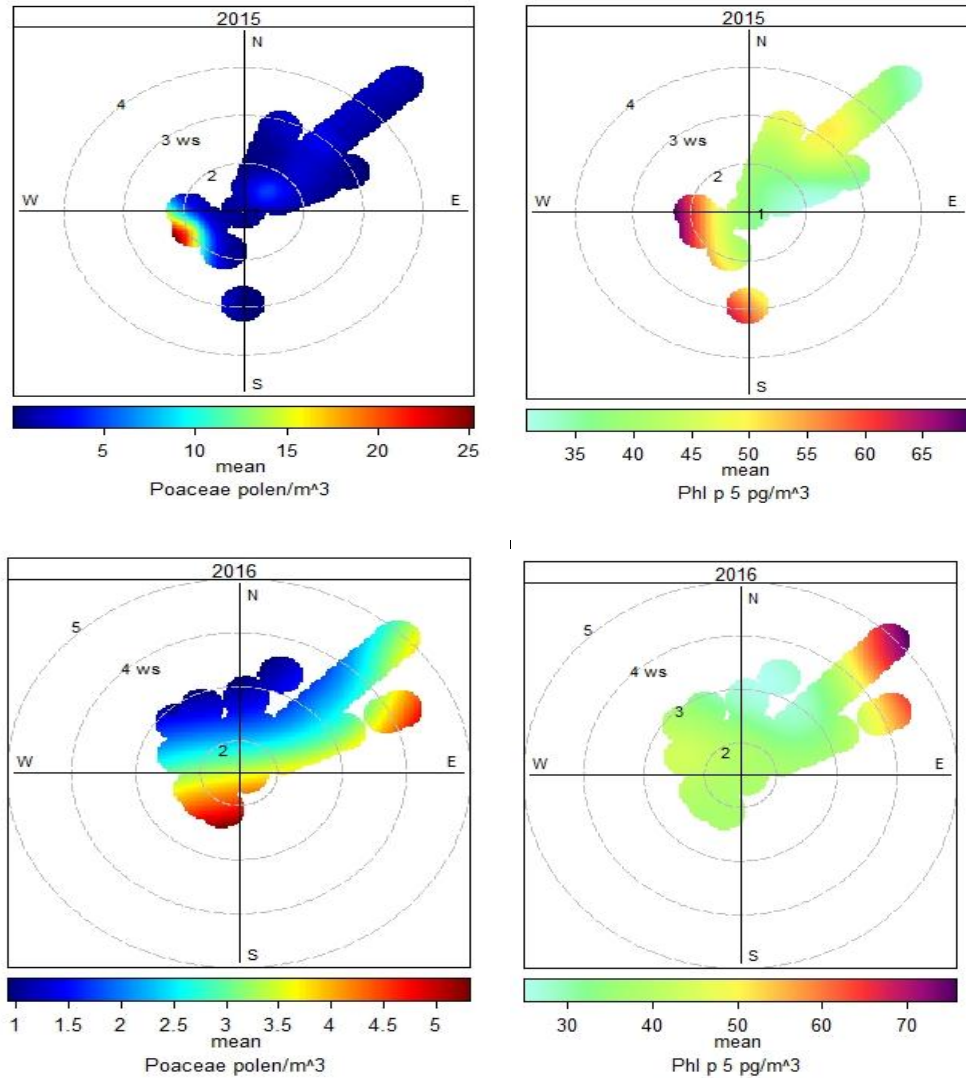 2015
N
4
3 ws
2
W
E
S
5 10 15 20 25
mean
Poaceae polen/m^3
2015
N
4
3 ws
2
W
E
1
S
35 40 45 50 55 60 65
mean
Phl p 5 pg/m^3
2016
N
5
4 ws
2
W
E
S
1 1.5 2 2.5 3 3.5 4 4.5 5
mean
Poaceae polen/m^3
2016
N
5
4 ws
3
2
W
E
S
30 40 50 60 70
mean
Phl p 5 pg/m^3